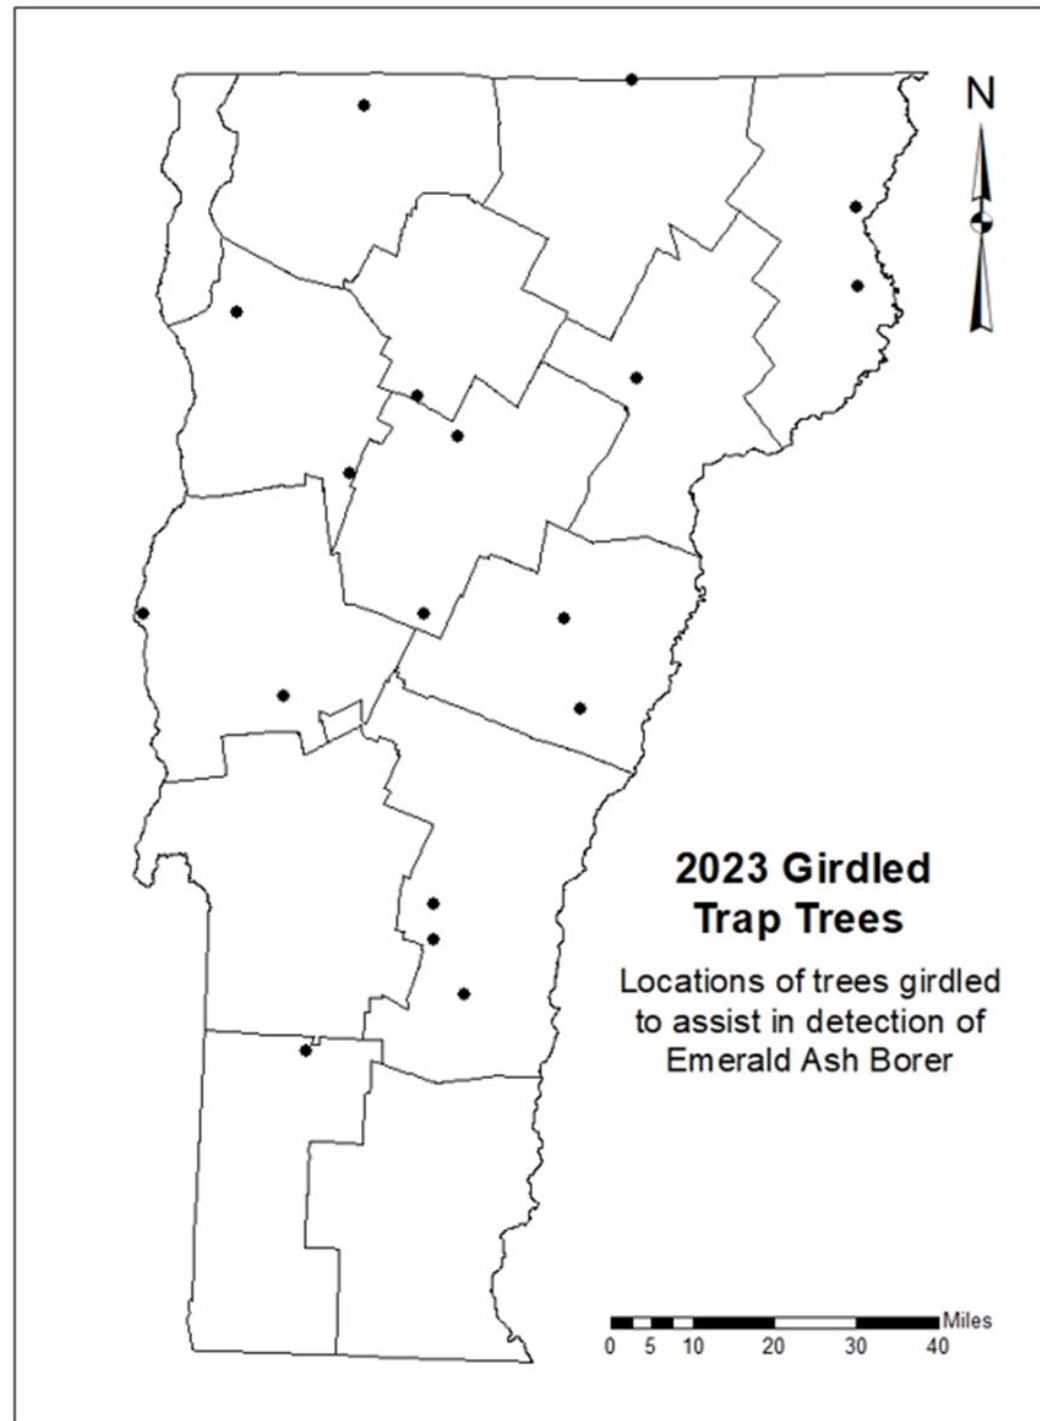 N
2023 Girdled
Trap Trees
Locations of trees girdled
to assist in detection of
Emerald Ash Borer
Miles
0 5 10 20 30 40